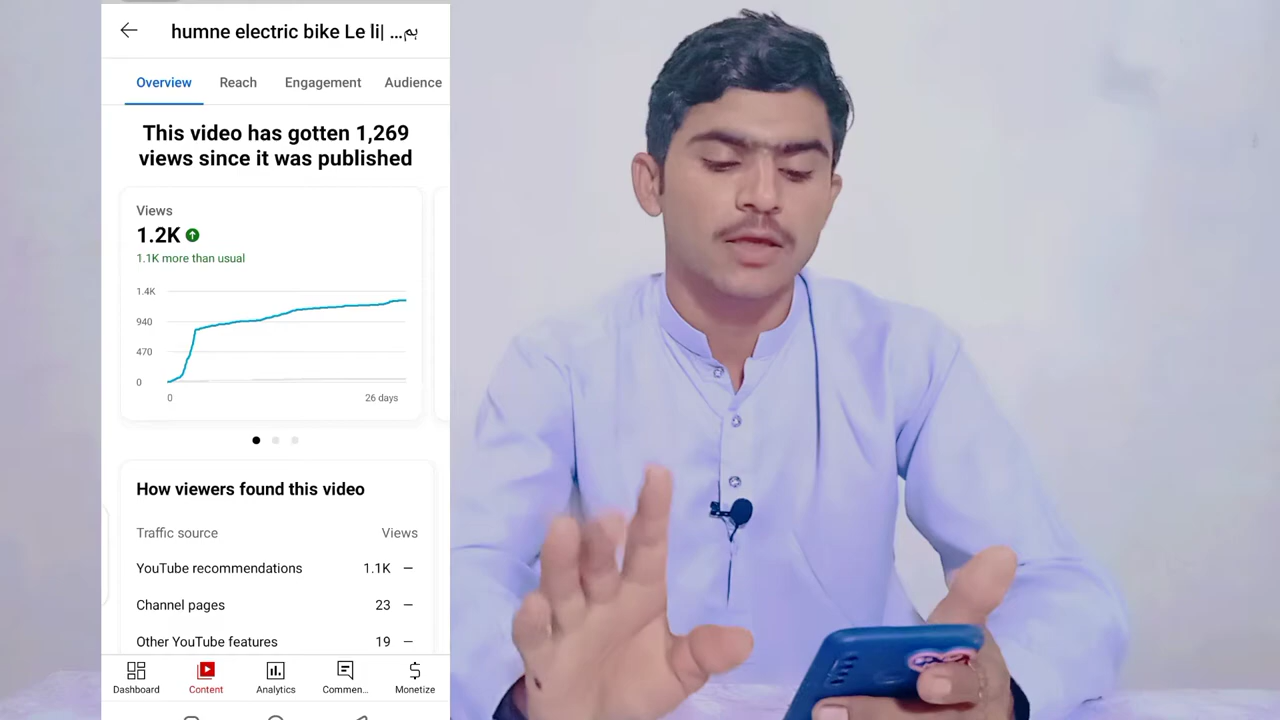 humne electric bike Le li| ...ہم
Overview Reach Engagement Audience
This video has gotten 1,269
views since it was published
Views
1.2K
1.1K more than usual
1.4K
940
470
0
0 26 days
How viewers found this video
Traffic source Views
YouTube recommendations 1.1K –
Channel pages 23 –
Other YouTube features 19 –
Dashboard Content Analytics Commen... Monetize